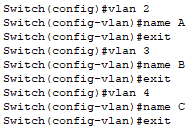 Switch(config)#vlan 2
Switch(config-vlan)#name A
Switch(config-vlan)#exit
Switch(config)#vlan 3
Switch(config-vlan)#name B
Switch(config-vlan)#exit
Switch(config)#vlan 4
Switch(config-vlan)#name C
Switch(config-vlan)#exit